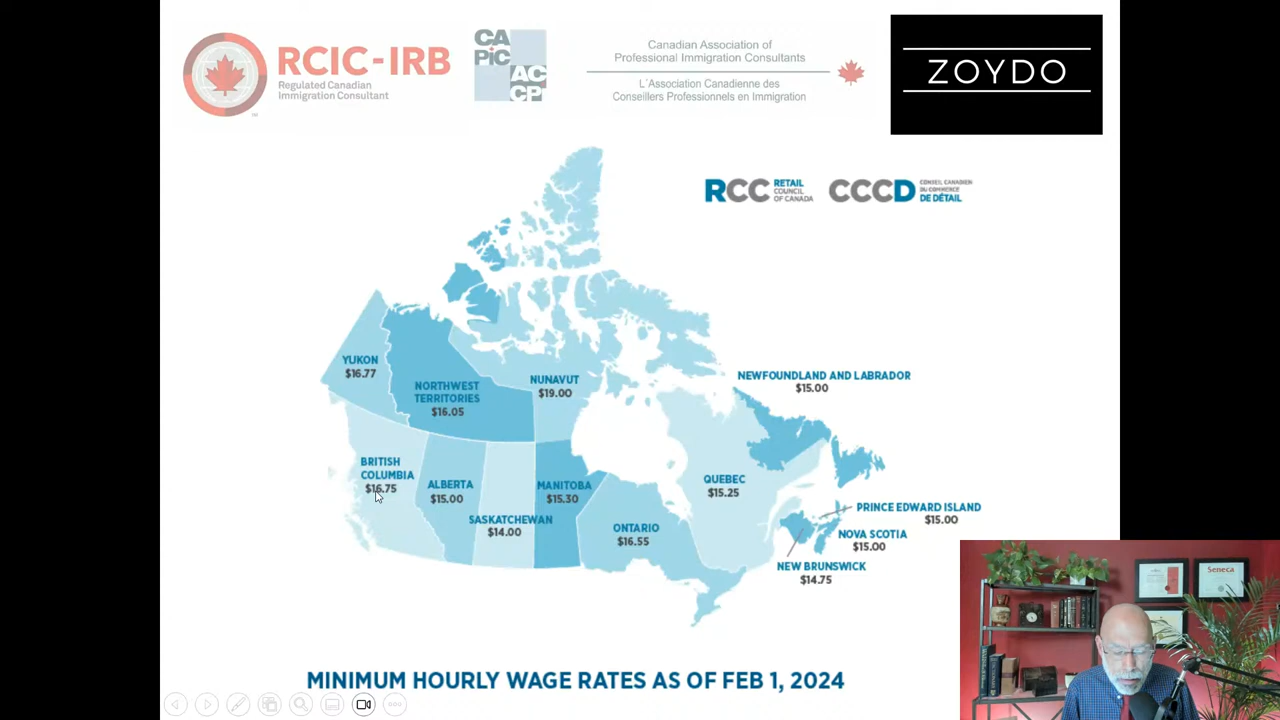 RCIC-IRB
Regulated Canadian
Immigration Consultant
CA
PiC
AC
CP
Canadian Association of
Professional Immigration Consultants
L´Association Canadienne des
Conseillers Professionnels en Immigration
ZOYDO
RCC RETAIL
COUNCIL
OF CANADA
CCCD CONSEIL CANADIEN
DU COMMERCE
DE DÉTAIL
YUKON
$16.77
NORTHWEST
TERRITORIES
$16.05
NUNAVUT
$19.00
NEWFOUNDLAND AND LABRADOR
$15.00
BRITISH
COLUMBIA
$16.75
ALBERTA
$15.00
SASKATCHEWAN
$14.00
MANITOBA
$15.30
ONTARIO
$16.55
QUEBEC
$15.25
PRINCE EDWARD ISLAND
$15.00
NOVA SCOTIA
$15.00
NEW BRUNSWICK
$14.75
MINIMUM HOURLY WAGE RATES AS OF FEB 1, 2024
Seneca